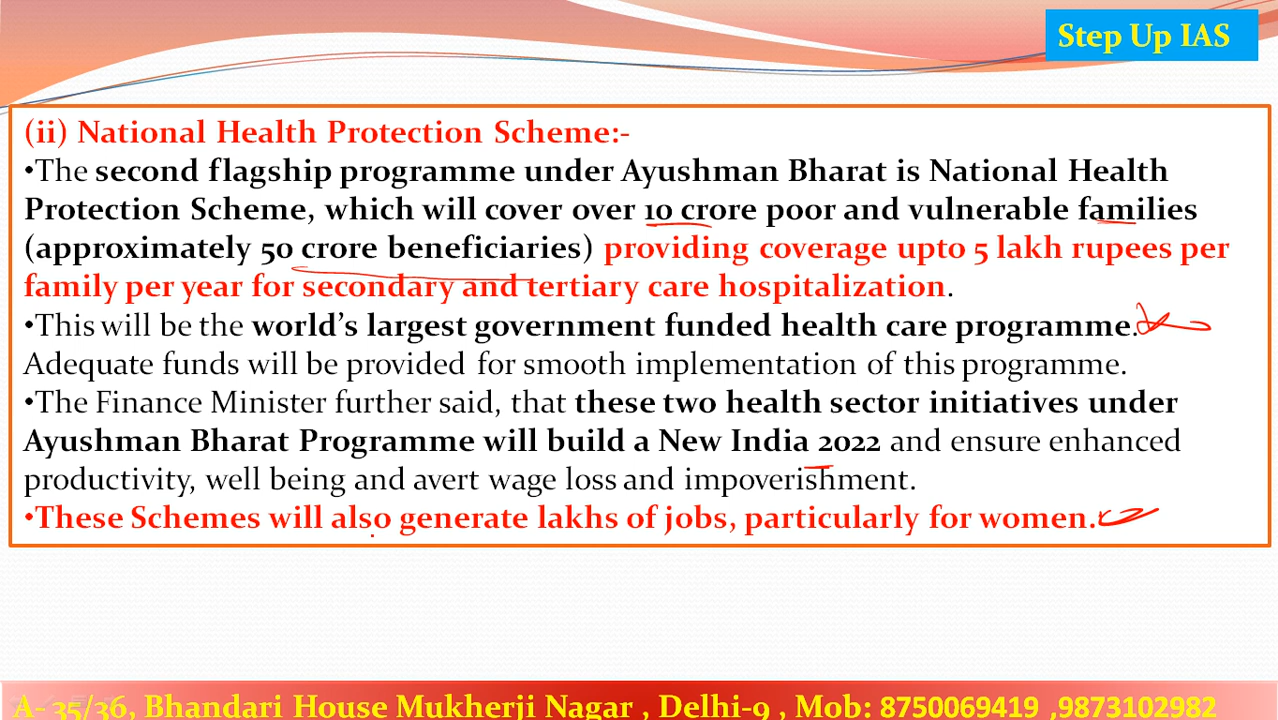 Step Up IAS
(ii) National Health Protection Scheme:-
•The second flagship programme under Ayushman Bharat is National Health
Protection Scheme, which will cover over 10 crore poor and vulnerable families
(approximately 50 crore beneficiaries) providing coverage upto 5 lakh rupees per
family per year for secondary and tertiary care hospitalization.
•This will be the world's largest government funded health care programme.
Adequate funds will be provided for smooth implementation of this programme.
•The Finance Minister further said, that these two health sector initiatives under
Ayushman Bharat Programme will build a New India 2022 and ensure enhanced
productivity, well being and avert wage loss and impoverishment.
•These Schemes will also generate lakhs of jobs, particularly for women.
A- 35/36, Bhandari House Mukherji Nagar , Delhi-9 , Mob: 8750069419 ,9873102982